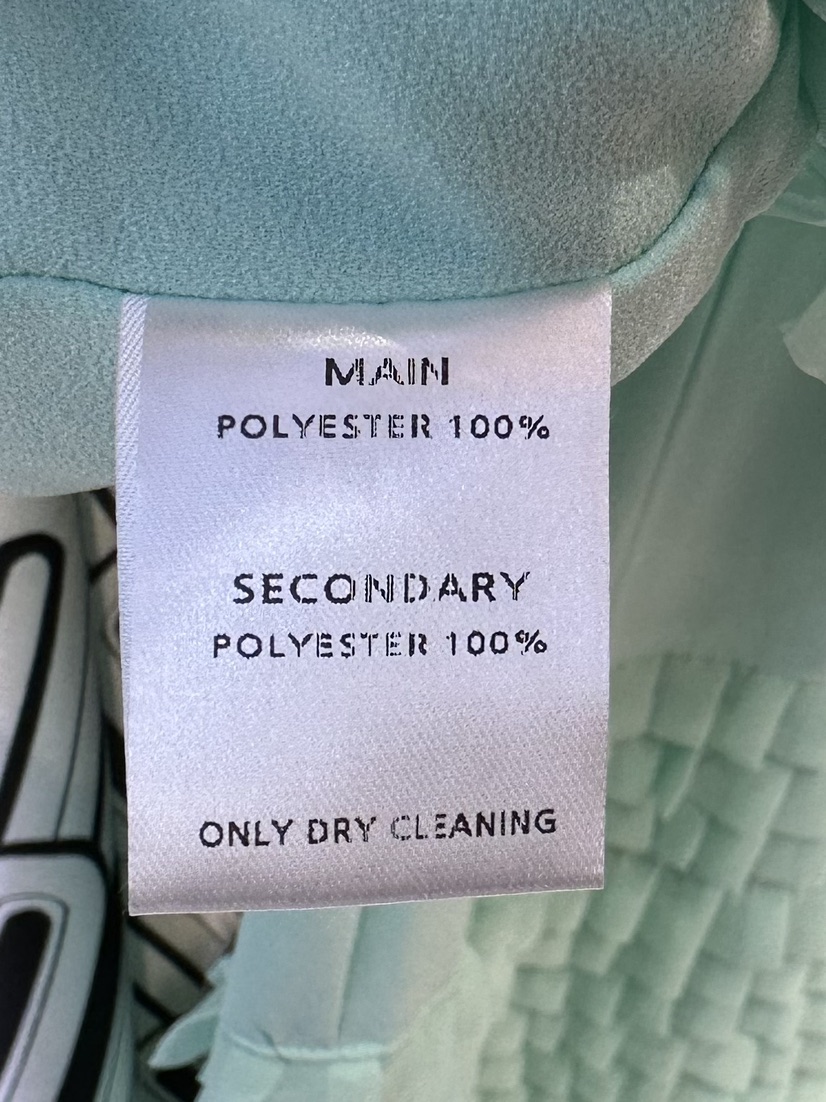 MAIN
POLYESTER 100%
SECONDARY
POLYESTER 100%
ONLY DRY CLEANING